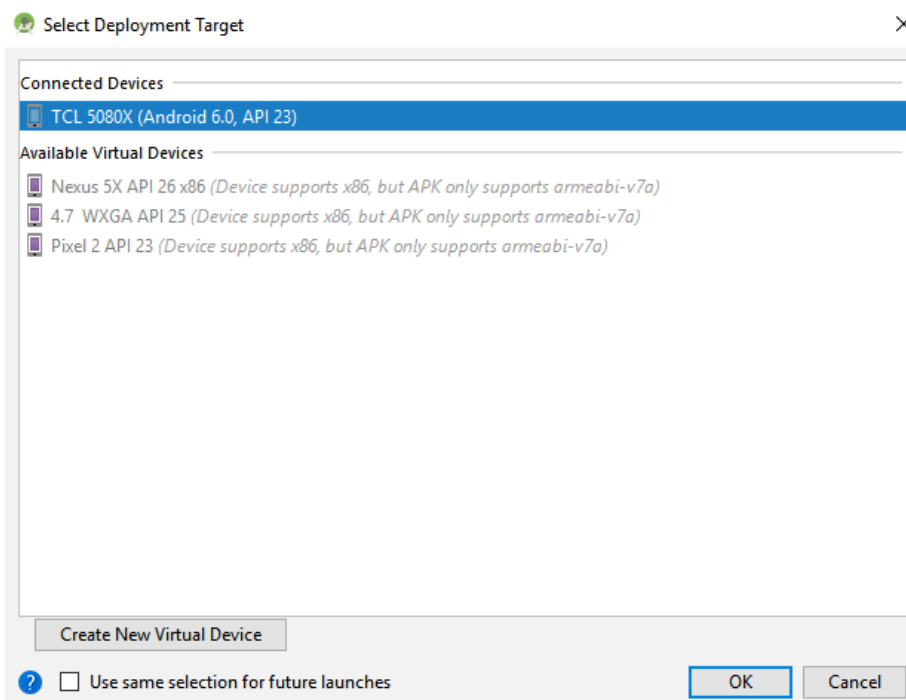 Select Deployment Target
Connected Devices
TCL 5080X (Android 6.0, API 23)
Available Virtual Devices
Nexus 5X API 26 x86 (Device supports x86, but APK only supports armeabi-v7a)
4.7 WXGA API 25 (Device supports x86, but APK only supports armeabi-v7a)
Pixel 2 API 23 (Device supports x86, but APK only supports armeabi-v7a)
Create New Virtual Device
? Use same selection for future launches OK Cancel